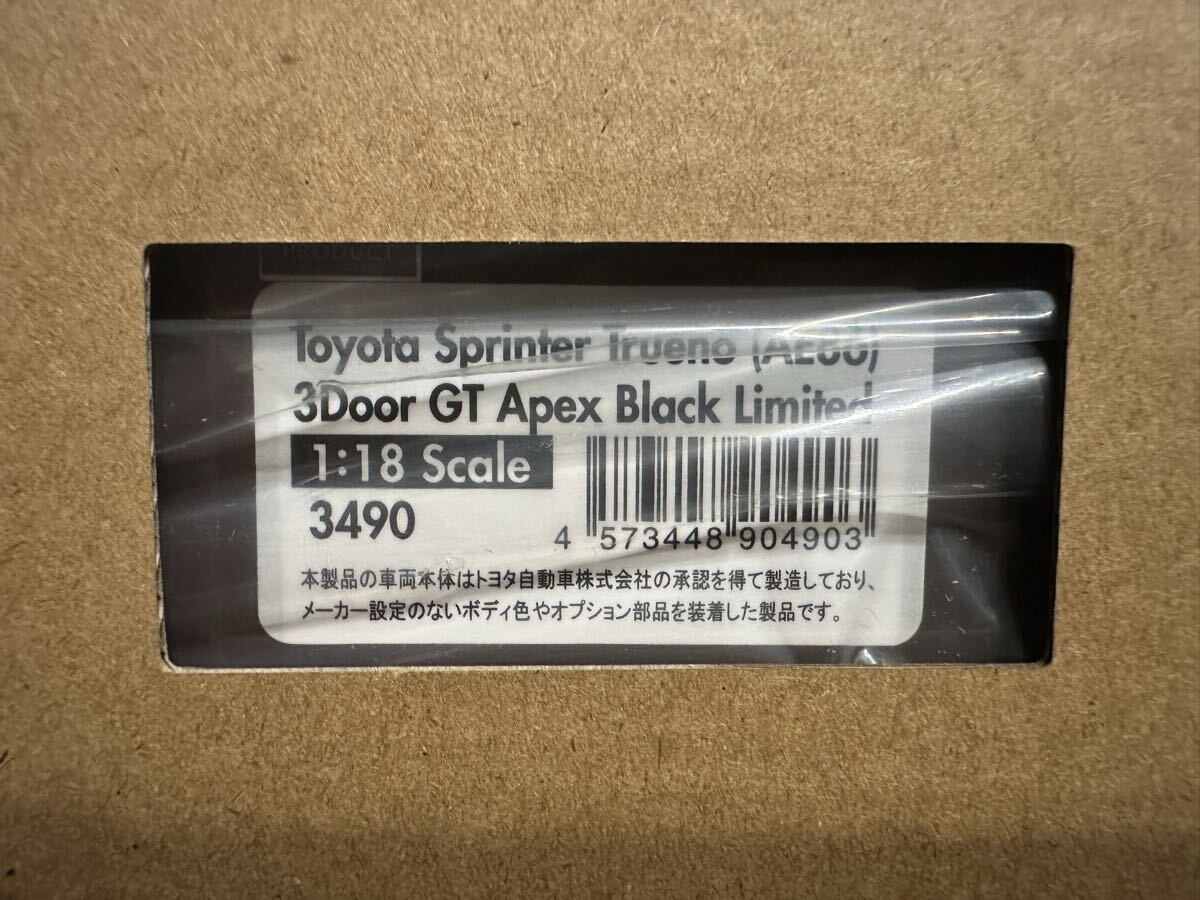 PRODUCT
Toyota Sprinter Trueno (AE86)
3Door GT Apex Black Limited
1:18 Scale
3490
4 573448 904903
本製品の車両本体はトヨタ自動車株式会社の承認を得て製造しており、
メーカー設定のないボディ色やオプション部品を装着した製品です。